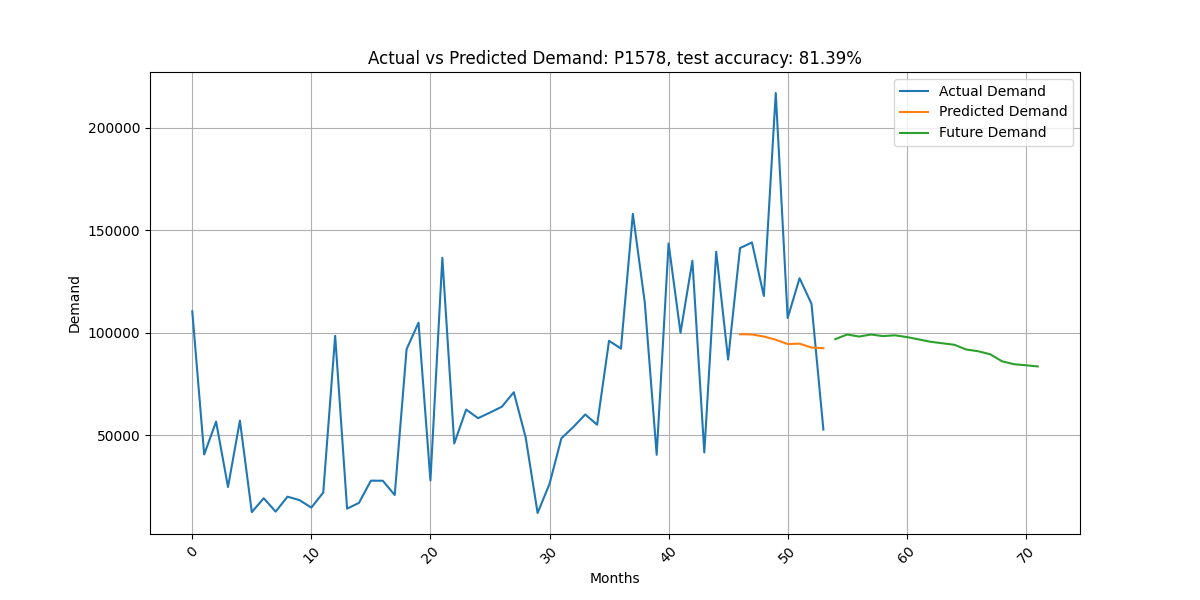 Actual vs Predicted Demand: P1578, test accuracy: 81.39%
Actual Demand
Predicted Demand
Future Demand
200000
150000
100000
50000
Demand
0
10
20
30
40
50
60
70
Months